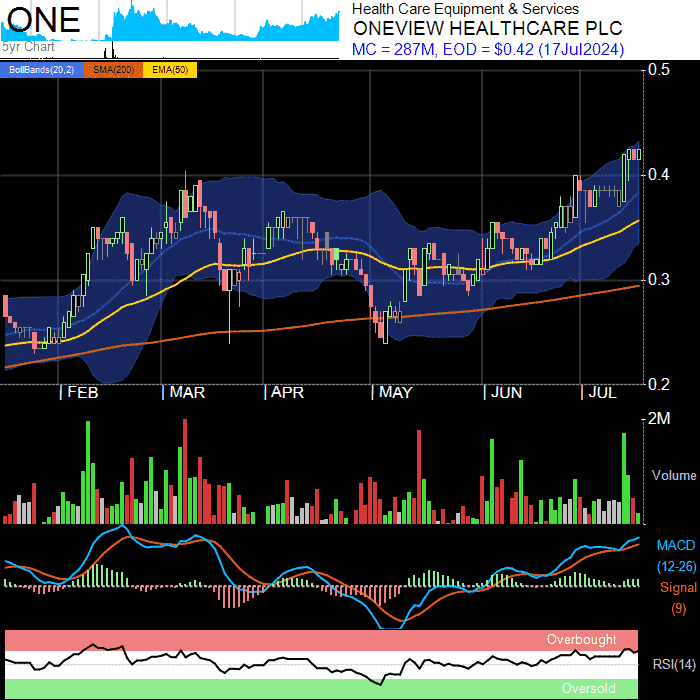 ONE
5yr Chart
Health Care Equipment & Services
ONEVIEW HEALTHCARE PLC
MC = 287M, EOD = $0.42 (17Jul2024)
BollBands(20,2) SMA(200) EMA(50)
0.5
0.4
0.3
0.2
FEB MAR APR MAY JUN JUL
2M
Volume
MACD
(12-26)
Signal
(9)
Overbought
RSI(14)
Oversold